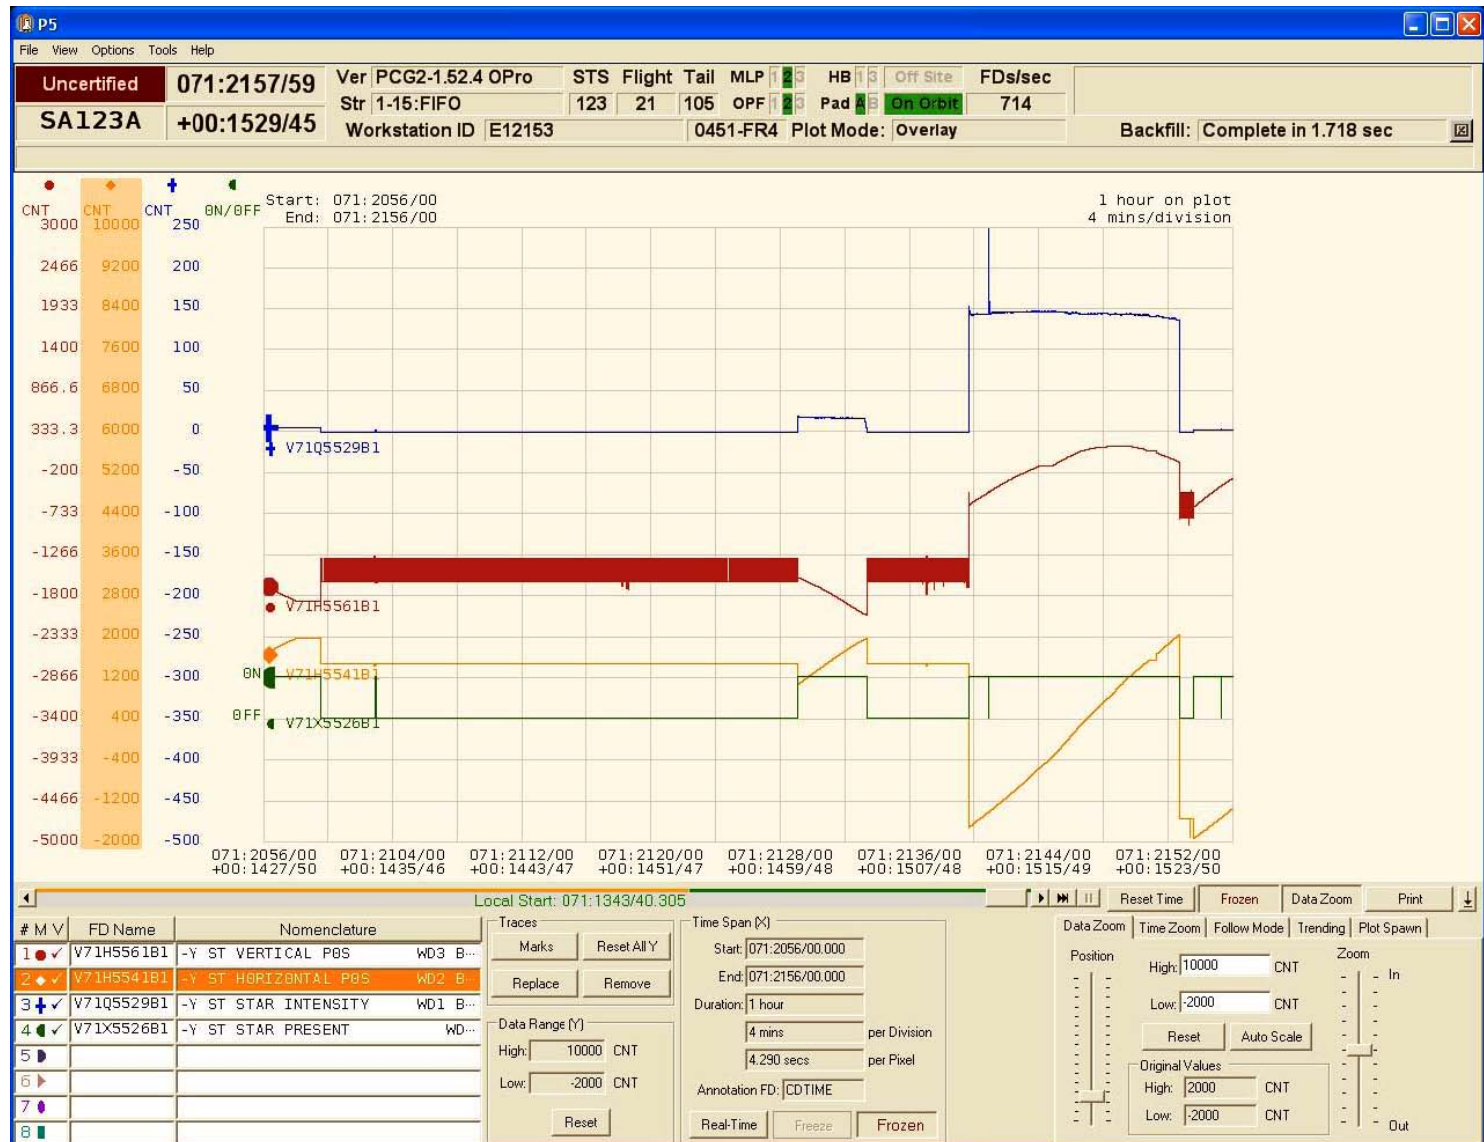 P5
File View Options Tools Help
Uncertified 071:2157/59 Ver PCG2-1.52.4 OPro STS Flight Tail MLP 1 2 3 HB 1 3 Off Site FDs/sec
Str 1-15:FIFO 123 21 105 OPF 1 2 3 Pad A B On Orbit 714
SA123A +00:1529/45 Workstation ID E12153 0451-FR4 Plot Mode: Overlay Backfill: Complete in 1.718 sec
CNT CNT CNT ON/OFF Start: 071:2056/00 1 hour on plot
End: 071:2156/00 4 mins/division
3000 10000 250
2466 9200 200
1933 8400 150
1400 7600 100
866.6 6800 50
333.3 6000 0
V71Q5529B1
-200 5200 -50
-733 4400 -100
-1266 3600 -150
-1800 2800 -200
V71H5561B1
-2333 2000 -250
-2866 1200 -300 ON V71H5541B1
-3400 400 -350 OFF V71X5526B1
-3933 -400 -400
-4466 -1200 -450
-5000 -2000 -500
071:2056/00 071:2104/00 071:2112/00 071:2120/00 071:2128/00 071:2136/00 071:2144/00 071:2152/00
+00:1427/50 +00:1435/46 +00:1443/47 +00:1451/47 +00:1459/48 +00:1507/48 +00:1515/49 +00:1523/50
Local Start: 071:1343/40.305 Reset Time Frozen Data Zoom Print
# M V FD Name Nomenclature
1 V71H5561B1 -Y ST VERTICAL POS WD3 B...
2 V71H5541B1 -Y ST HORIZONTAL POS WD2 B...
3 V71Q5529B1 -Y ST STAR INTENSITY WD1 B...
4 V71X5526B1 -Y ST STAR PRESENT WD...
5
6
7
8
Traces
Marks Reset All Y
Replace Remove
Data Range (Y)
High: 10000 CNT
Low: -2000 CNT
Reset
Time Span (X)
Start: 071:2056/00.000
End: 071:2156/00.000
Duration: 1 hour
4 mins per Division
4.290 secs per Pixel
Annotation FD: CDTIME
Real-Time Freeze Frozen
Data Zoom Time Zoom Follow Mode Trending Plot Spawn
Position Zoom
High: 10000 CNT In
Low: -2000 CNT
Reset Auto Scale
Original Values
High: 2000 CNT
Low: -2000 CNT Out